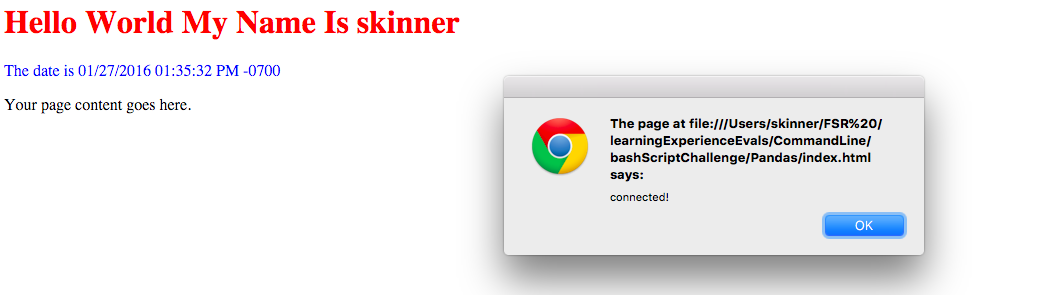 Hello World My Name Is skinner
The date is 01/27/2016 01:35:32 PM -0700
Your page content goes here.
The page at file:///Users/skinner/FSR%20/
learningExperienceEvals/CommandLine/
bashScriptChallenge/Pandas/index.html
says:
connected!
OK